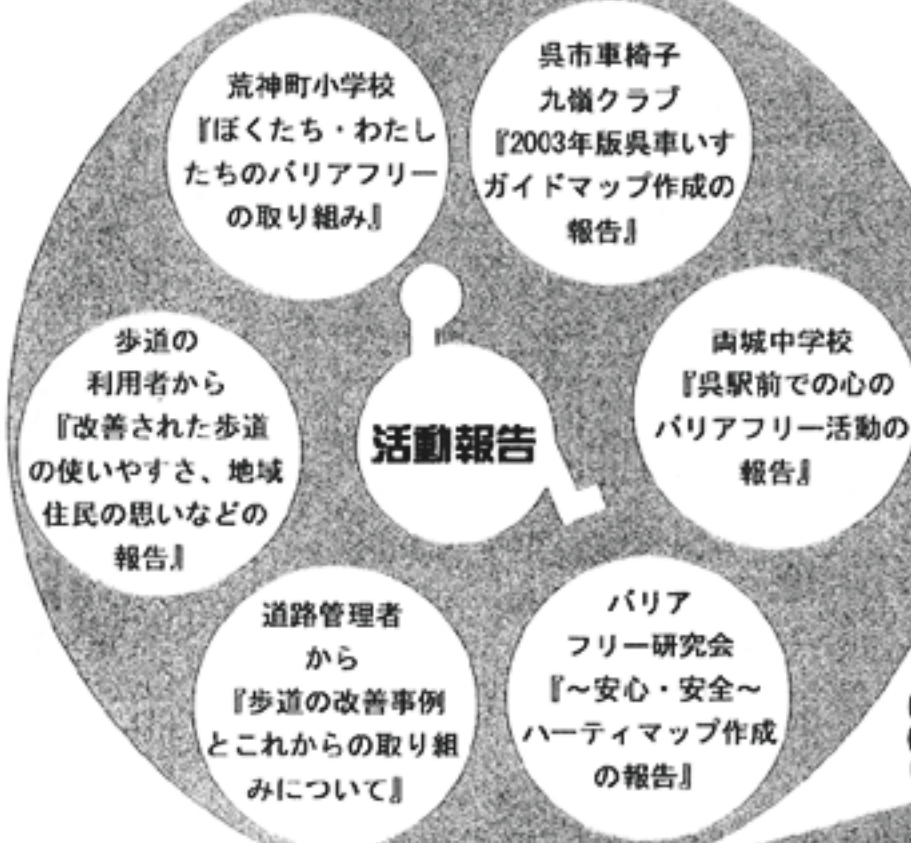 荒神町小学校
『ぼくたち・わたし
たちのバリアフリー
の取り組み』
呉市車椅子
九嶺クラブ
『2003年版呉車いす
ガイドマップ作成の
報告』
歩道の
利用者から
『改善された歩道
の使いやすさ、地域
住民の思いなどの
報告』
活動報告
両城中学校
『呉駅前での心の
バリアフリー活動の
報告』
道路管理者
から
『歩道の改善事例
とこれからの取り組
みについて』
バリア
フリー研究会
『～安心・安全～
ハーティマップ作成
の報告』